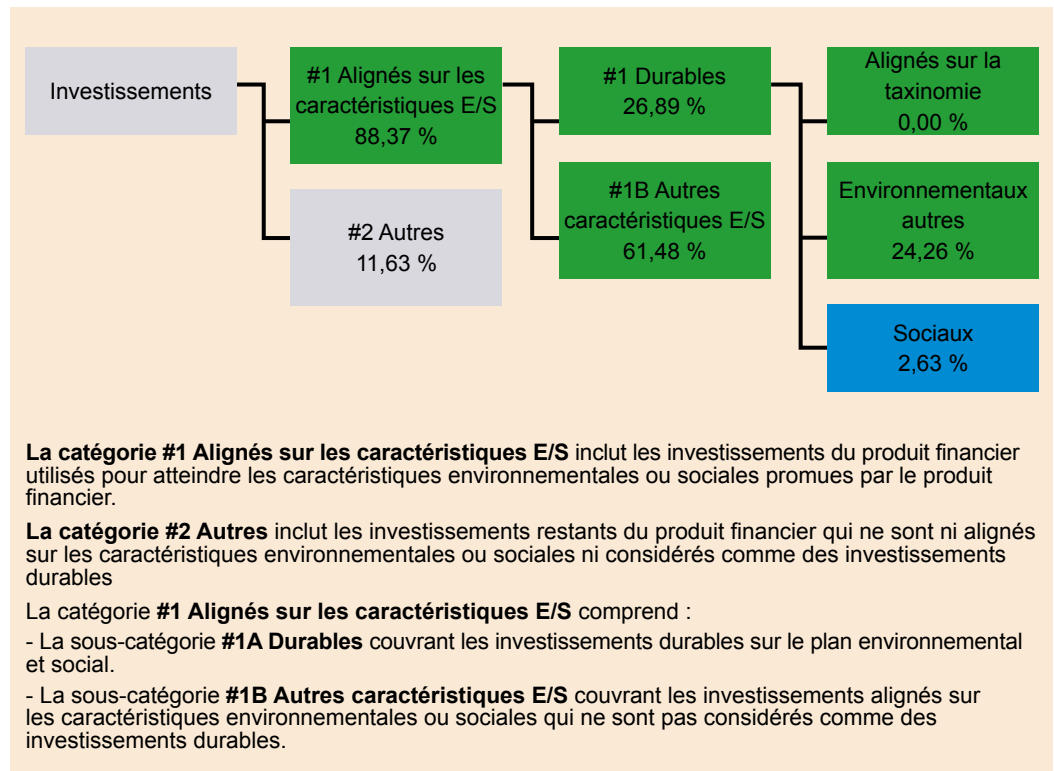 Investissements
#1 Alignés sur les
caractéristiques E/S
88,37 %
#2 Autres
11,63 %
#1 Durables
26,89 %
#1B Autres
caractéristiques E/S
61,48 %
Alignés sur la
taxinomie
0,00 %
Environnementaux
autres
24,26 %
Sociaux
2,63 %
La catégorie #1 Alignés sur les caractéristiques E/S inclut les investissements du produit financier
utilisés pour atteindre les caractéristiques environnementales ou sociales promues par le produit
financier.
La catégorie #2 Autres inclut les investissements restants du produit financier qui ne sont ni alignés
sur les caractéristiques environnementales ou sociales ni considérés comme des investissements
durables
La catégorie #1 Alignés sur les caractéristiques E/S comprend :
- La sous-catégorie #1A Durables couvrant les investissements durables sur le plan environnemental
et social.
- La sous-catégorie #1B Autres caractéristiques E/S couvrant les investissements alignés sur
les caractéristiques environnementales ou sociales qui ne sont pas considérés comme des
investissements durables.